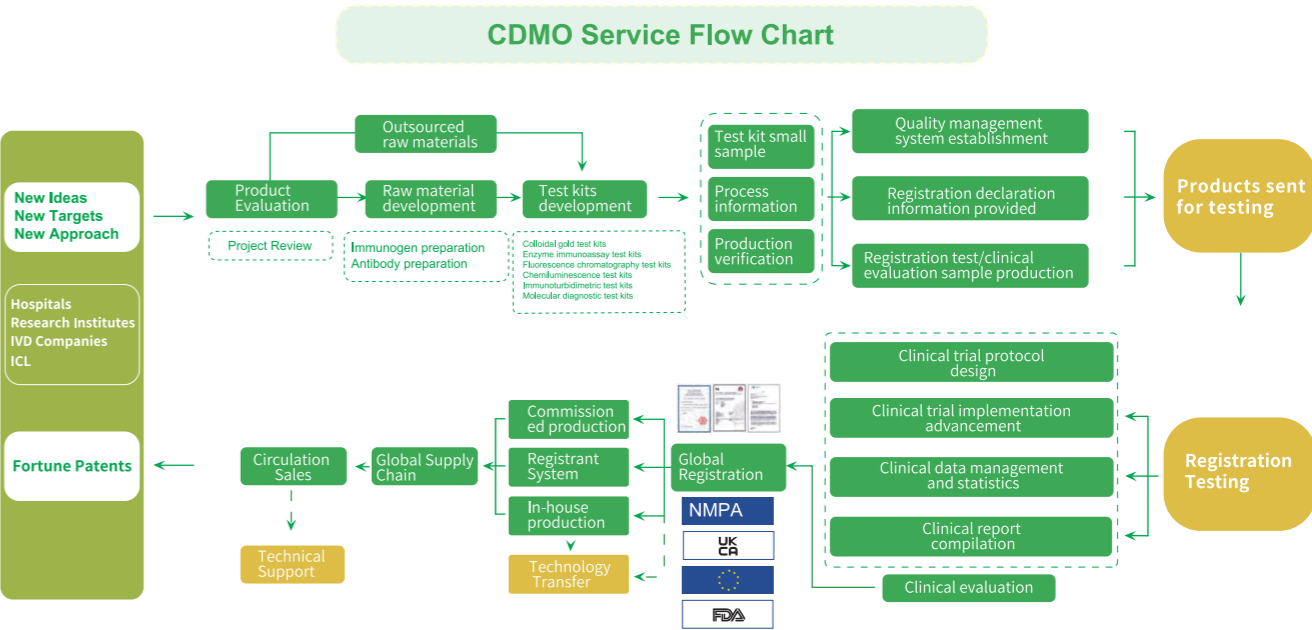 CDMO Service Flow Chart
New Ideas
New Targets
New Approach
Hospitals
Research Institutes
IVD Companies
ICL
Fortune Patents
Outsourced
raw materials
Product
Evaluation
Raw material
development
Test kits
development
Project Review
Immunogen preparation
Antibody preparation
Colloidal gold test kits
Enzyme immunoassay test kits
Fluorescence chromatography test kits
Chemiluminescence test kits
Immunoturbidimetric test kits
Molecular diagnostic test kits
Test kit small
sample
Process
information
Production
verification
Quality management
system establishment
Registration declaration
information provided
Registration test/clinical
evaluation sample production
Products sent
for testing
Registration
Testing
Clinical trial protocol
design
Clinical trial implementation
advancement
Clinical data management
and statistics
Clinical report
compilation
Clinical evaluation
Global
Registration
NMPA
UK
CA
FDA
Commission
ed production
Registrant
System
In-house
production
Technology
Transfer
Global Supply
Chain
Circulation
Sales
Technical
Support